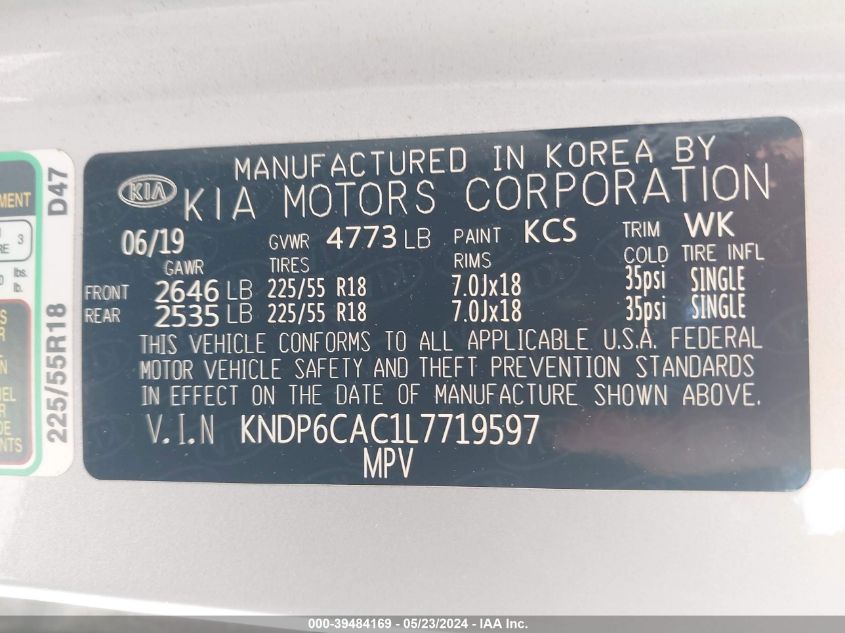 MANUFACTURED IN KOREA BY
KIA KIA MOTORS CORPORATION
06/19 GVWR 4773 LB PAINT KCS TRIM WK
GAWR TIRES RIMS COLD TIRE INFL
FRONT 2646 LB 225/55 R18 7.0Jx18 35psi SINGLE
REAR 2535 LB 225/55 R18 7.0Jx18 35psi SINGLE
THIS VEHICLE CONFORMS TO ALL APPLICABLE U.S.A. FEDERAL
MOTOR VEHICLE SAFETY AND THEFT PREVENTION STANDARDS
IN EFFECT ON THE DATE OF MANUFACTURE SHOWN ABOVE.
V.I.N KNDP6CAC1L7719597
MPV
225/55R18 D47
3
lbs.
lb.
000-39484169 - 05/23/2024 - IAA Inc.